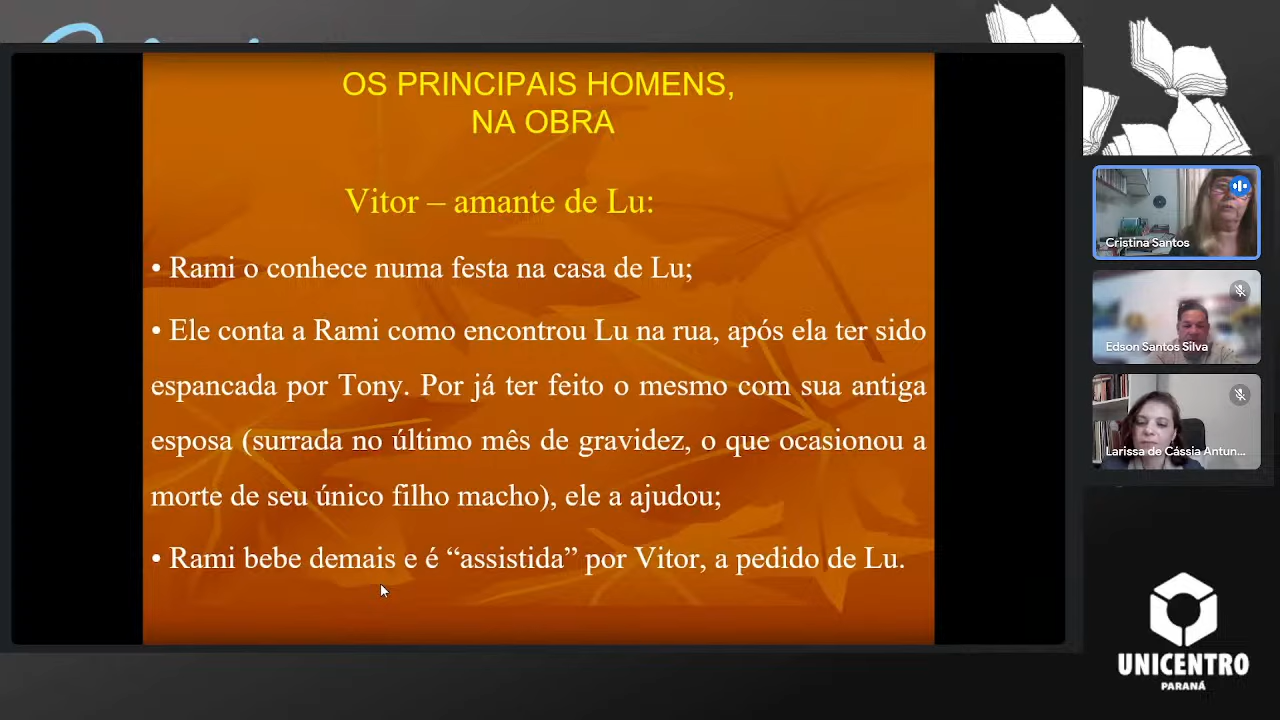 OS PRINCIPAIS HOMENS,
NA OBRA
Vitor – amante de Lu:
• Rami o conhece numa festa na casa de Lu;
• Ele conta a Rami como encontrou Lu na rua, após ela ter sido
espancada por Tony. Por já ter feito o mesmo com sua antiga
esposa (surrada no último mês de gravidez, o que ocasionou a
morte de seu único filho macho), ele a ajudou;
• Rami bebe demais e é “assistida” por Vitor, a pedido de Lu.
Cristina Santos
Edson Santos Silva
Larissa de Cássia Antun...
UNICENTRO
PARANÁ